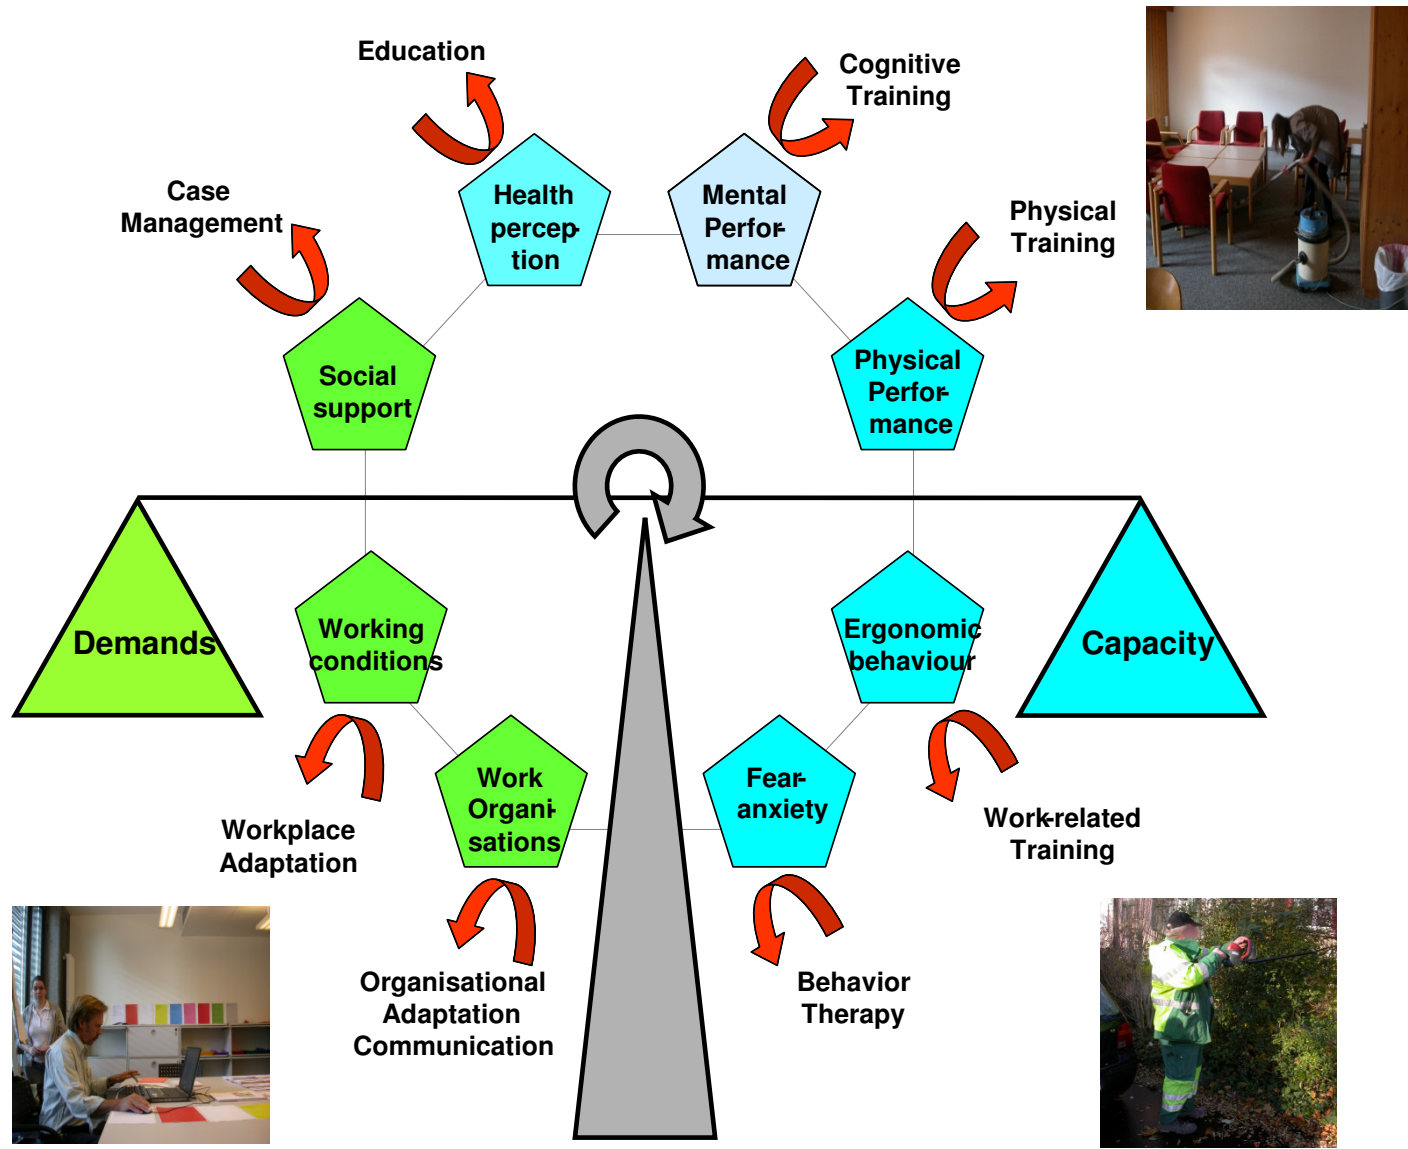 Education
Cognitive
Training
Case
Management
Health
percep-
tion
Mental
Perfor-
mance
Physical
Training
Social
support
Physical
Perfor-
mance
Demands
Working
conditions
Ergonomic
behaviour
Capacity
Work
Organi-
sations
Fear-
anxiety
Workplace
Adaptation
Work-related
Training
Organisational
Adaptation
Communication
Behavior
Therapy